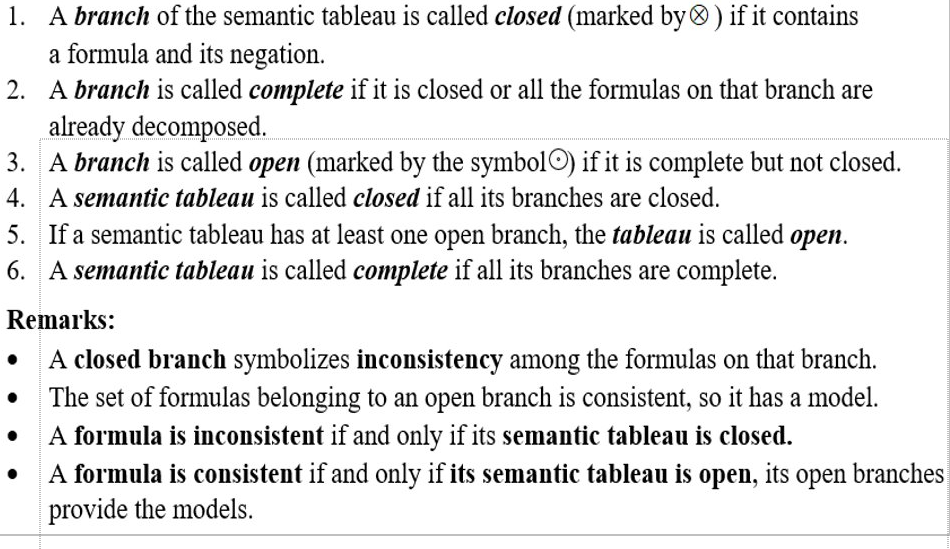 1. A branch of the semantic tableau is called closed (marked by ⊗ ) if it contains
a formula and its negation.
2. A branch is called complete if it is closed or all the formulas on that branch are
already decomposed.
3. A branch is called open (marked by the symbol ⊙) if it is complete but not closed.
4. A semantic tableau is called closed if all its branches are closed.
5. If a semantic tableau has at least one open branch, the tableau is called open.
6. A semantic tableau is called complete if all its branches are complete.
Remarks:
• A closed branch symbolizes inconsistency among the formulas on that branch.
• The set of formulas belonging to an open branch is consistent, so it has a model.
• A formula is inconsistent if and only if its semantic tableau is closed.
• A formula is consistent if and only if its semantic tableau is open, its open branches
provide the models.